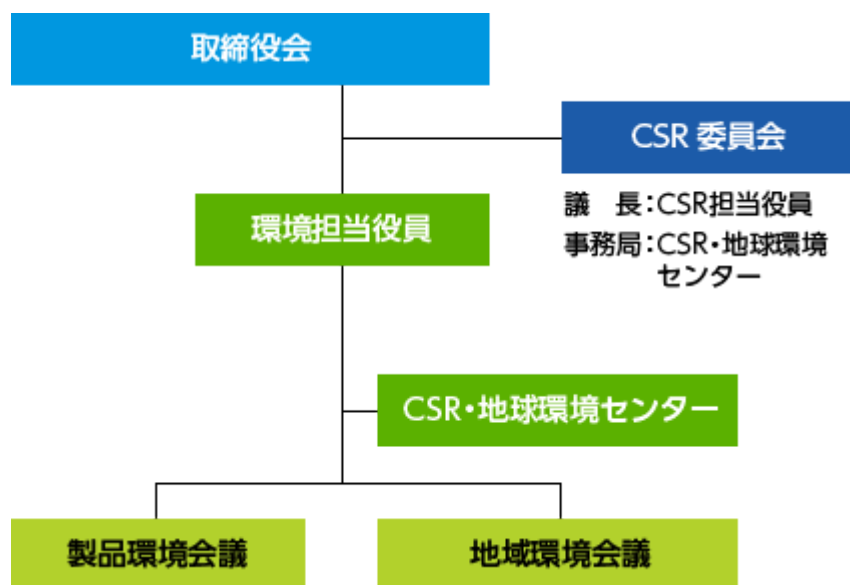 取締役会
CSR 委員会
議　長：CSR担当役員
事務局：CSR・地球環境
センター
環境担当役員
CSR・地球環境センター
製品環境会議
地域環境会議